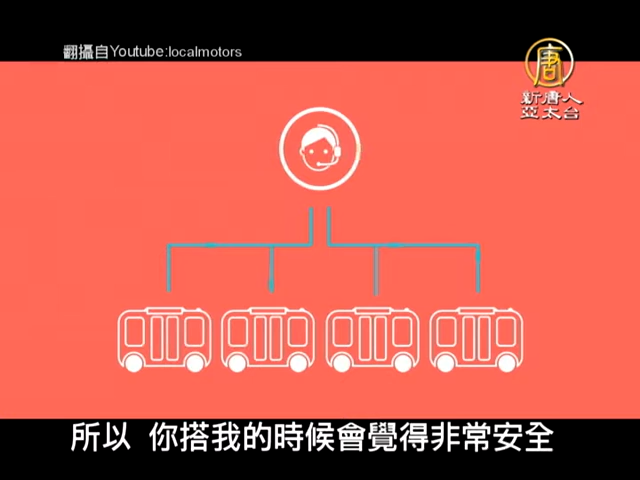 翻攝自Youtube:localmotors
唐
新唐人
亞太台
所以 你搭我的時候會覺得非常安全